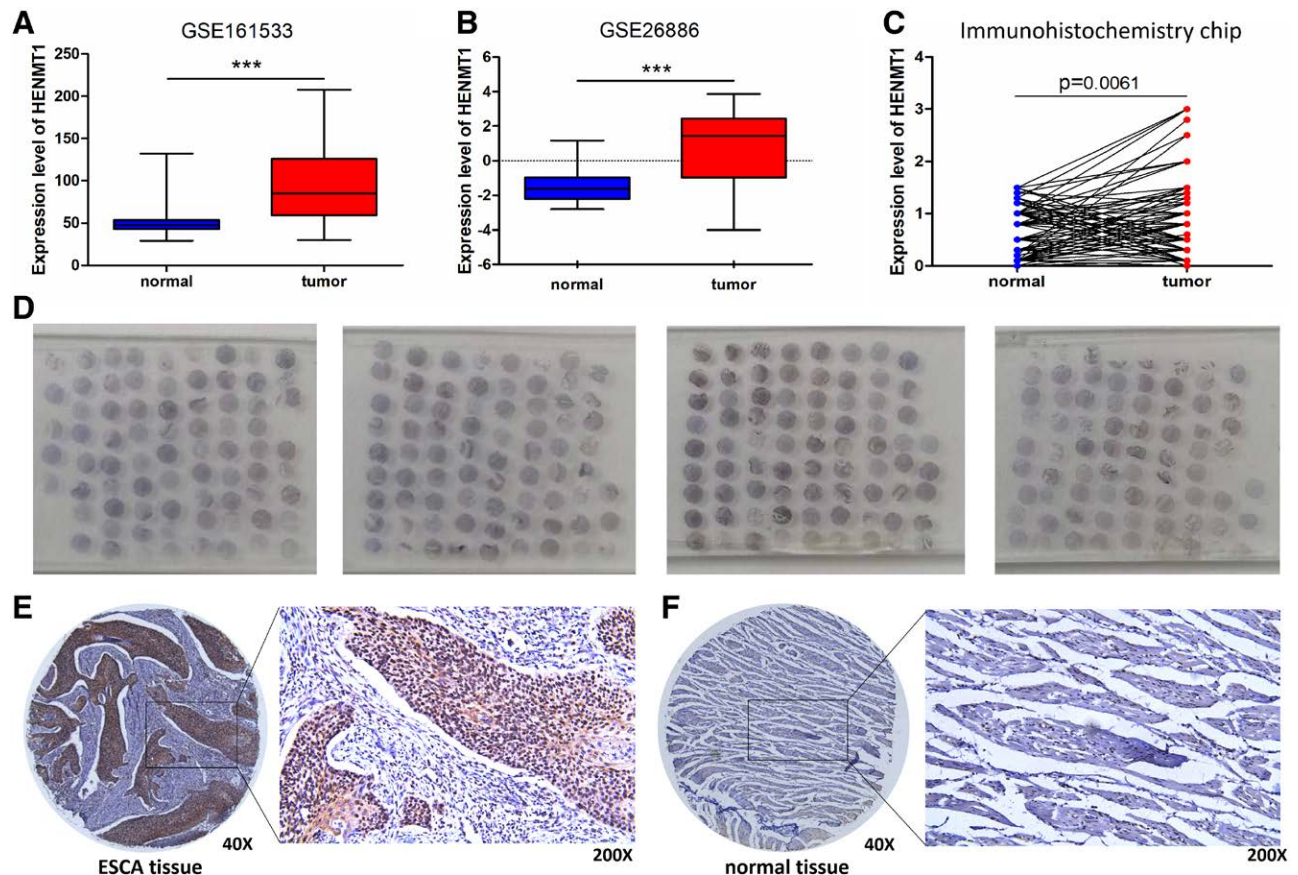 A
GSE161533
Expression level of HENMT1
250
200
150
100
50
0
***
normal
tumor
B
GSE26886
Expression level of HENMT1
6
4
2
0
-2
-4
-6
***
normal
tumor
C
Immunohistochemistry chip
Expression level of HENMT1
4
3
2
1
0
p=0.0061
normal
tumor
D
E
40X
ESCA tissue
200X
F
40X
normal tissue
200X